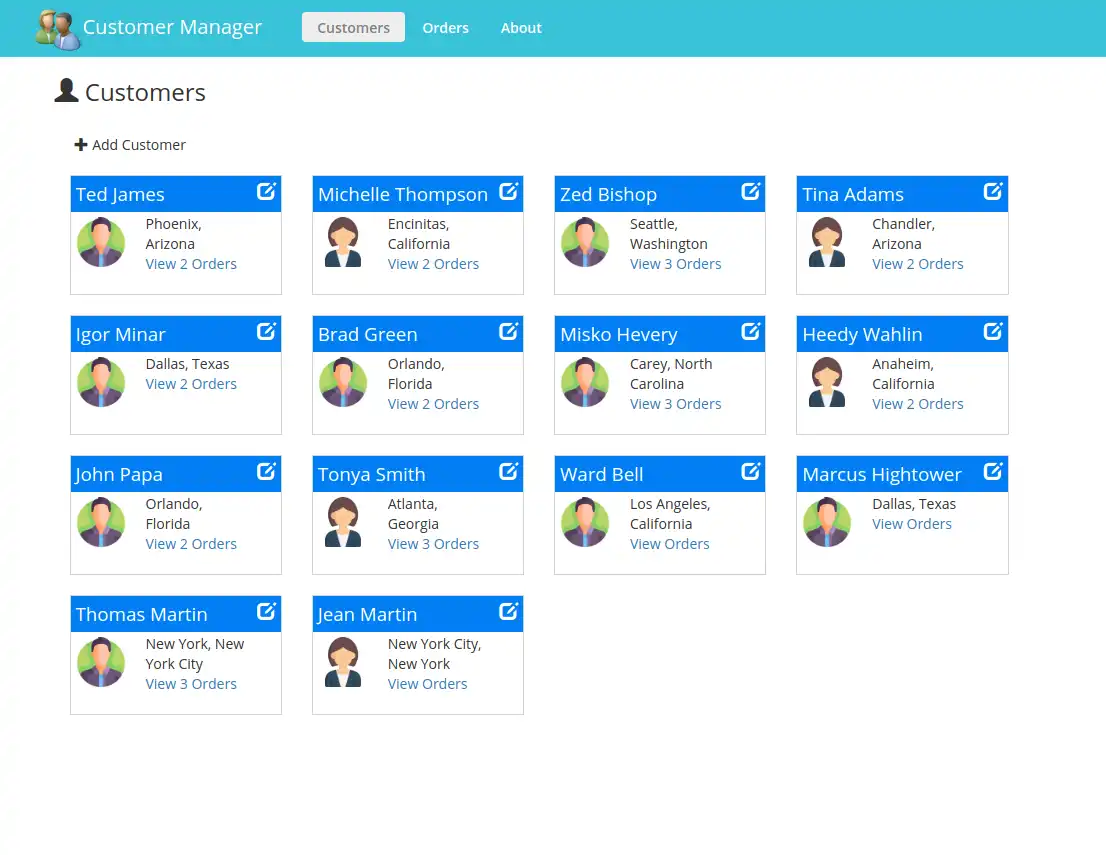 Customer Manager
Customers
Orders
About
Customers
Add Customer
Ted James
Phoenix,
Arizona
View 2 Orders
Michelle Thompson
Encinitas,
California
View 2 Orders
Zed Bishop
Seattle,
Washington
View 3 Orders
Tina Adams
Chandler,
Arizona
View 2 Orders
Igor Minar
Dallas, Texas
View 2 Orders
Brad Green
Orlando,
Florida
View 2 Orders
Misko Hevery
Carey, North
Carolina
View 3 Orders
Heedy Wahlin
Anaheim,
California
View 2 Orders
John Papa
Orlando,
Florida
View 2 Orders
Tonya Smith
Atlanta,
Georgia
View 3 Orders
Ward Bell
Los Angeles,
California
View Orders
Marcus Hightower
Dallas, Texas
View Orders
Thomas Martin
New York, New
York City
View 3 Orders
Jean Martin
New York City,
New York
View Orders